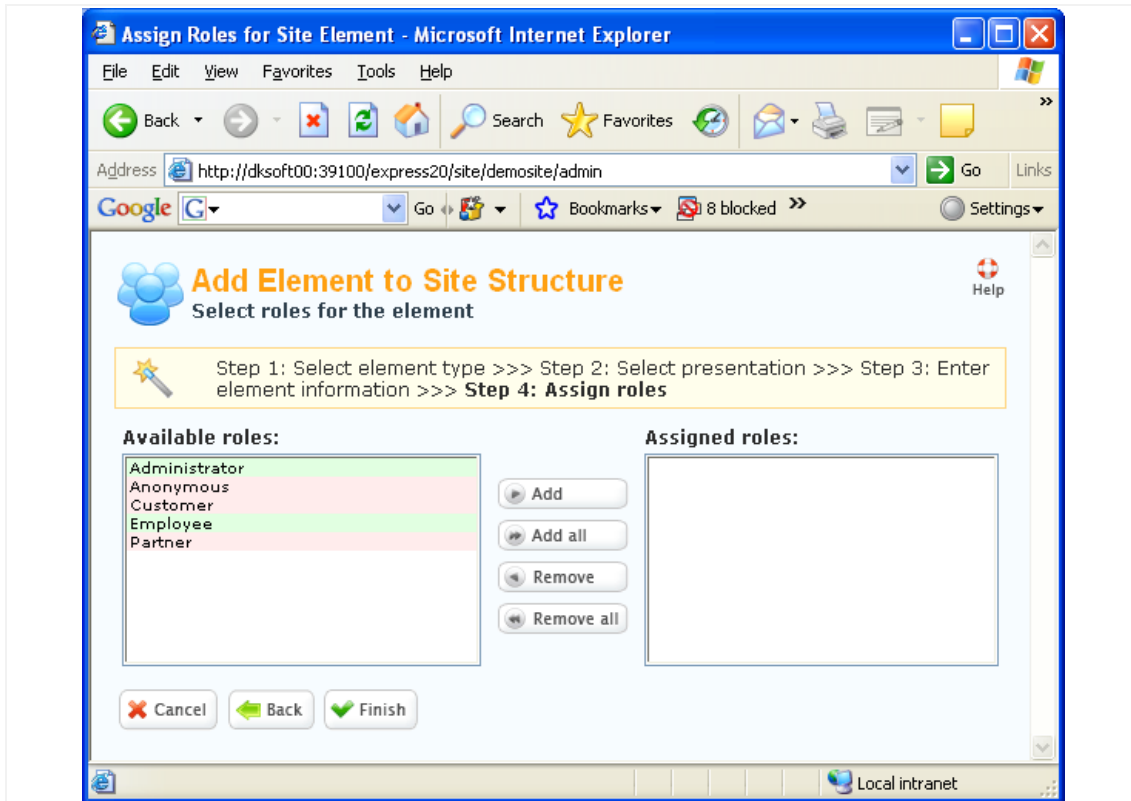 Assign Roles for Site Element - Microsoft Internet Explorer
File Edit View Favorites Tools Help
Back Search Favorites »
Address http://dksoft00:39100/express20/site/demosite/admin Go Links
Google G Go Bookmarks 8 blocked » Settings
Add Element to Site Structure
Help
Select roles for the element
Step 1: Select element type >>> Step 2: Select presentation >>> Step 3: Enter
element information >>> Step 4: Assign roles
Available roles:
Assigned roles:
Administrator
Anonymous
Customer
Employee
Partner
Add
Add all
Remove
Remove all
Cancel Back Finish
Local intranet